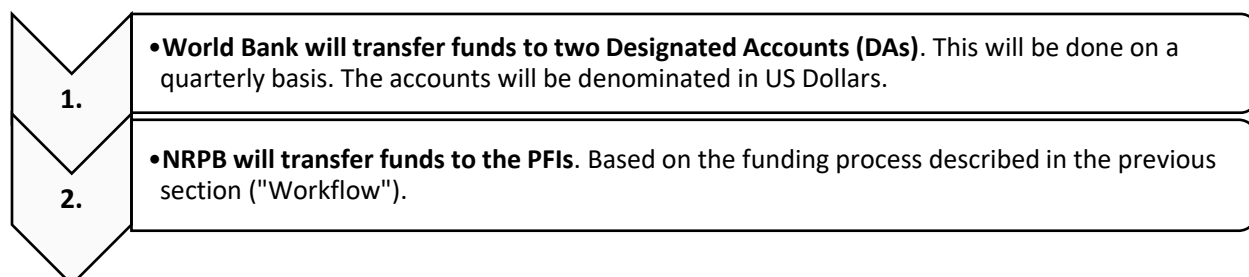 1.
•World Bank will transfer funds to two Designated Accounts (DAs). This will be done on a
quarterly basis. The accounts will be denominated in US Dollars.
2.
•NRPB will transfer funds to the PFIs. Based on the funding process described in the previous
section ("Workflow").